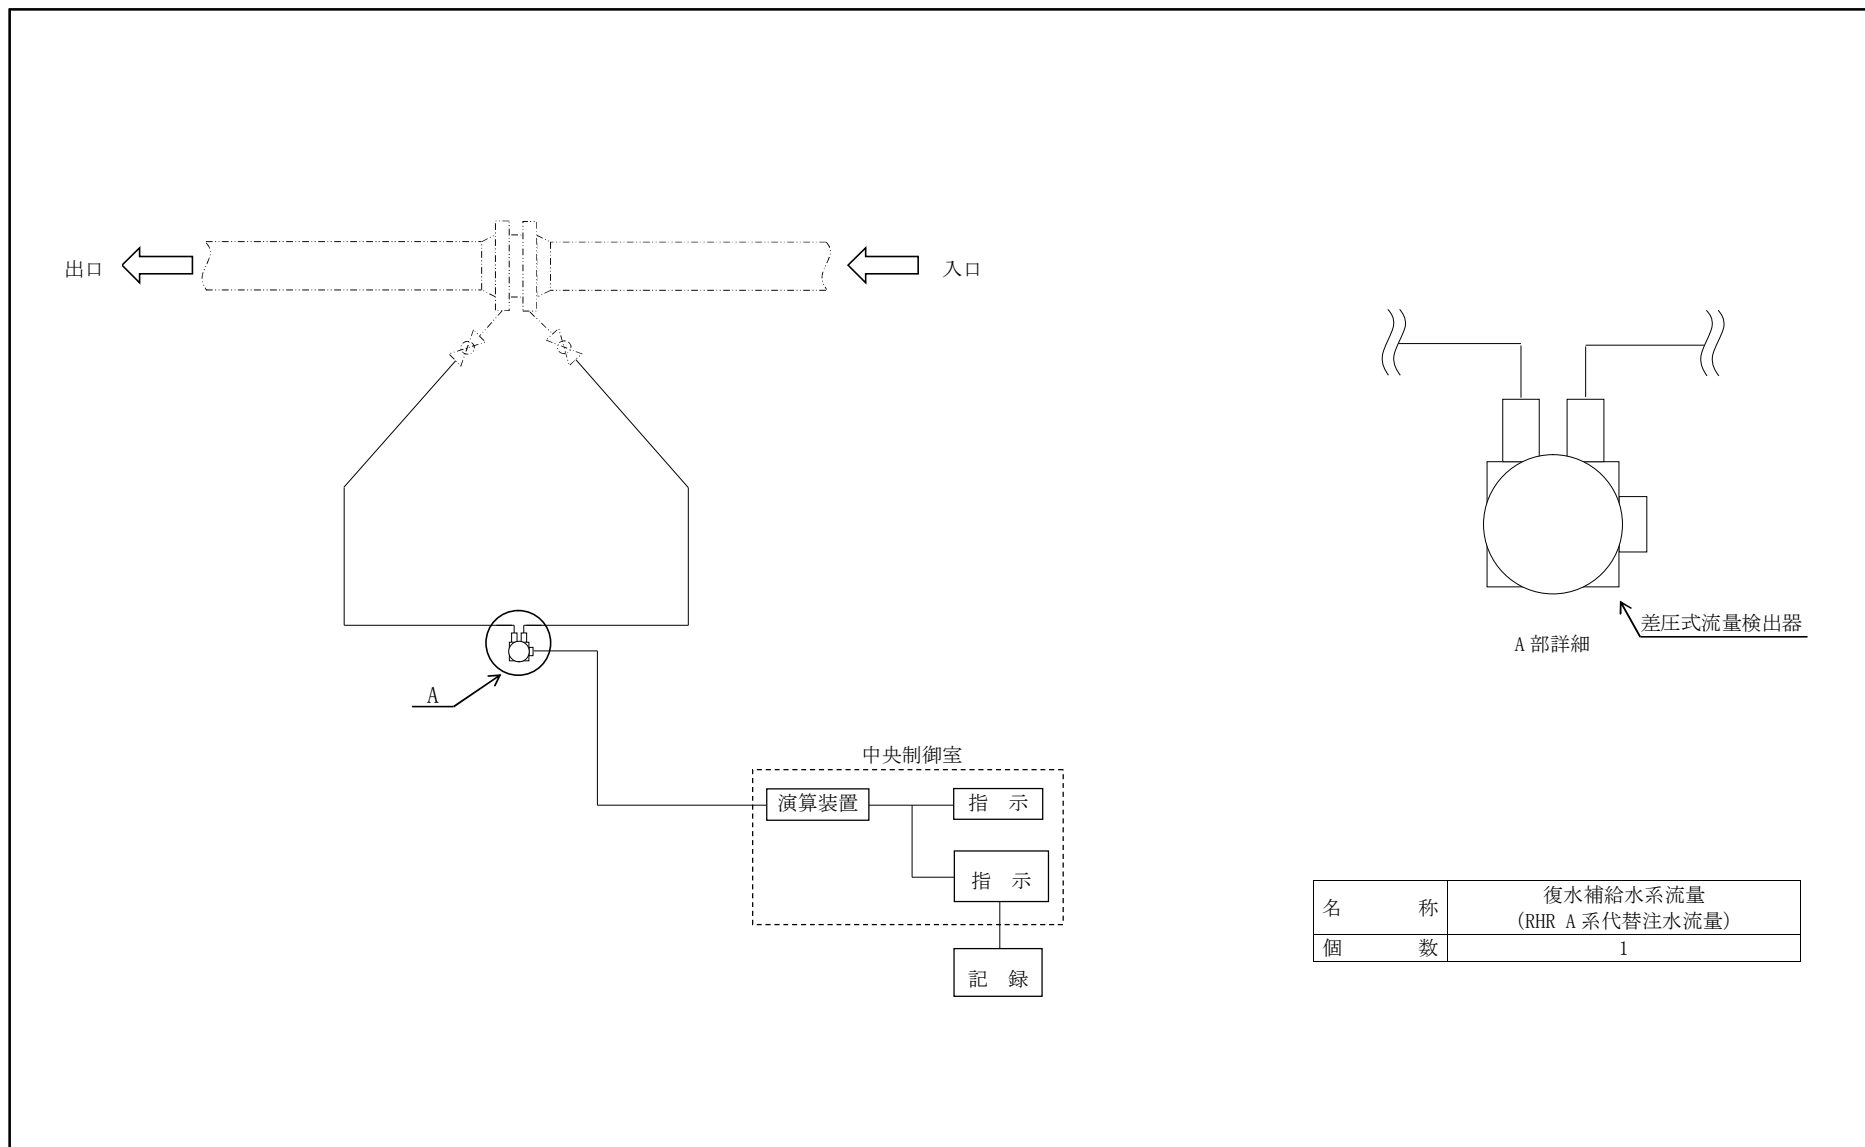 出口
入口
差圧式流量検出器
A 部詳細
A
中央制御室
演算装置
指 示
指 示
記 録
名 称
復水補給水系流量
(RHR A 系代替注水流量)
個 数
1